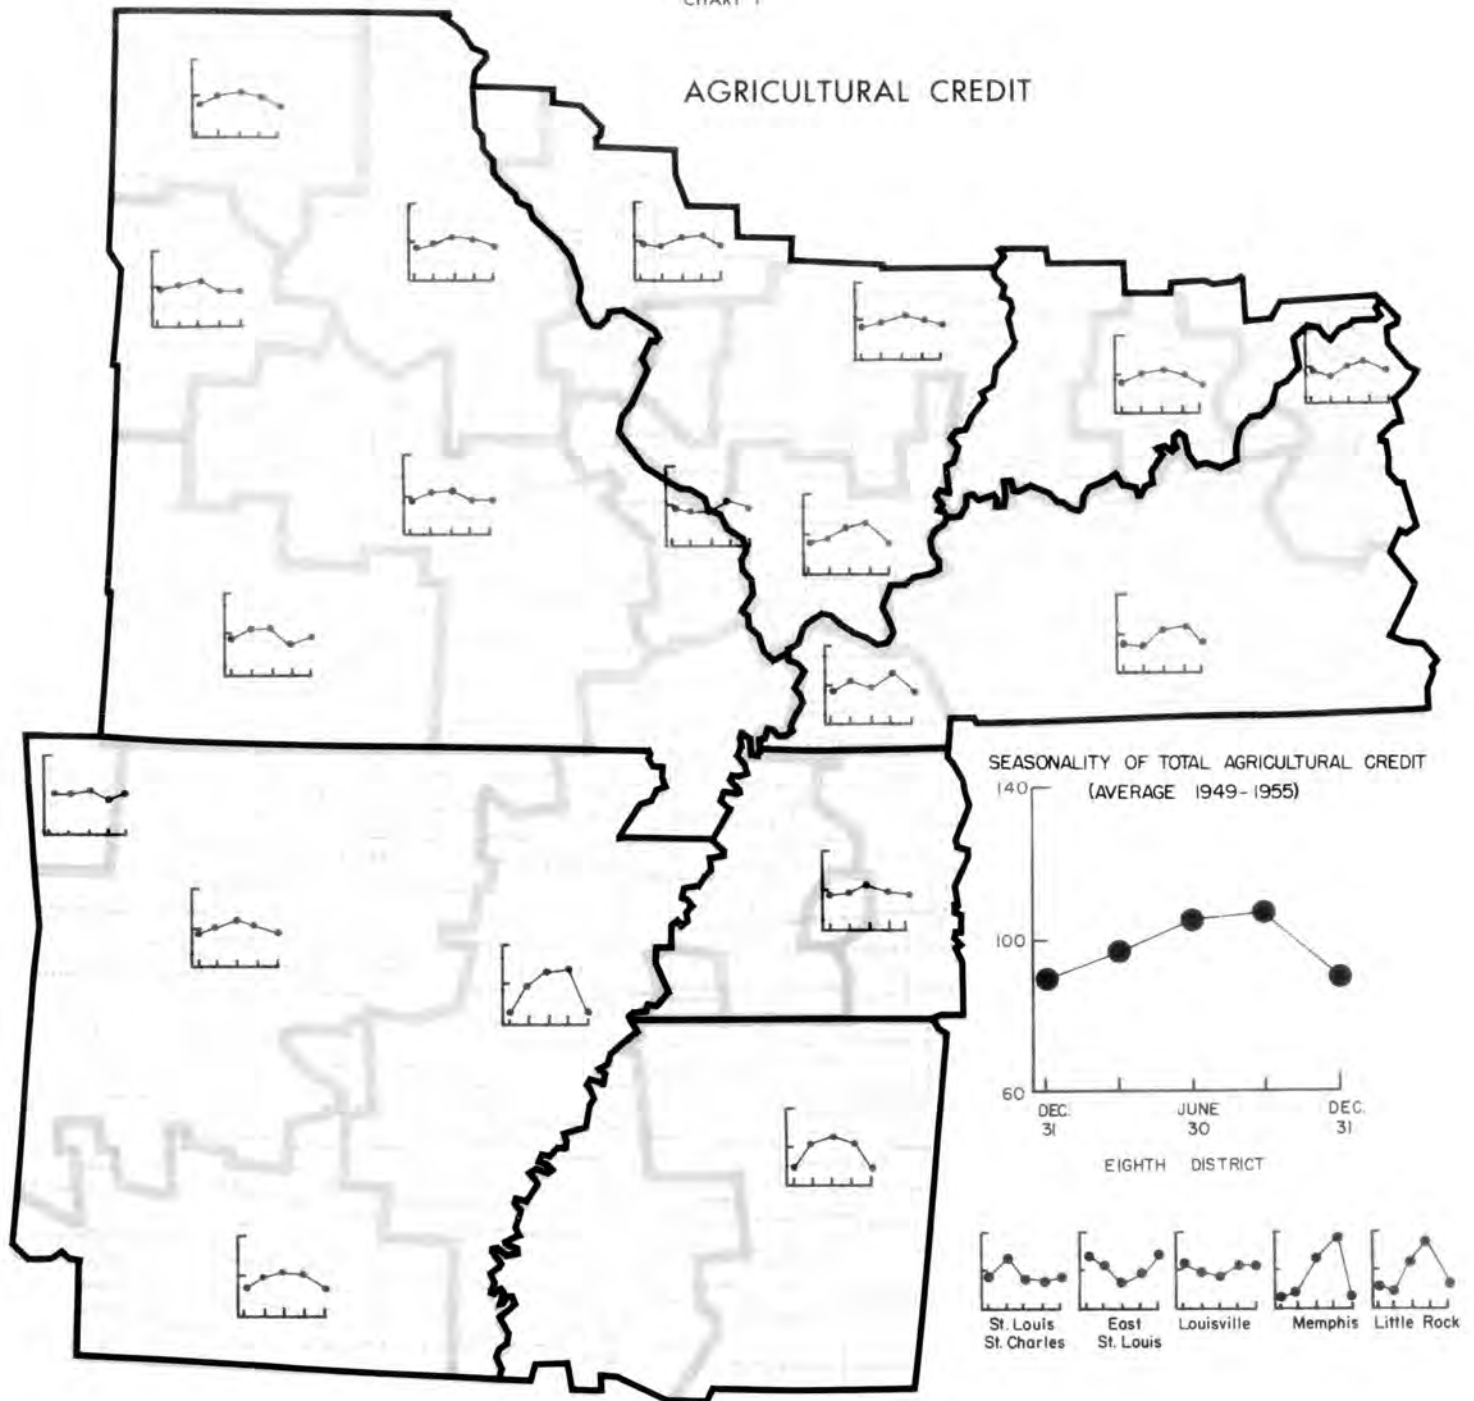 CHART 1
AGRICULTURAL CREDIT
SEASONALITY OF TOTAL AGRICULTURAL CREDIT
(AVERAGE 1949-1955)
140
100
60
DEC. JUNE DEC.
31 30 31
EIGHTH DISTRICT
St. Louis East Louisville Memphis Little Rock
St. Charles St. Louis